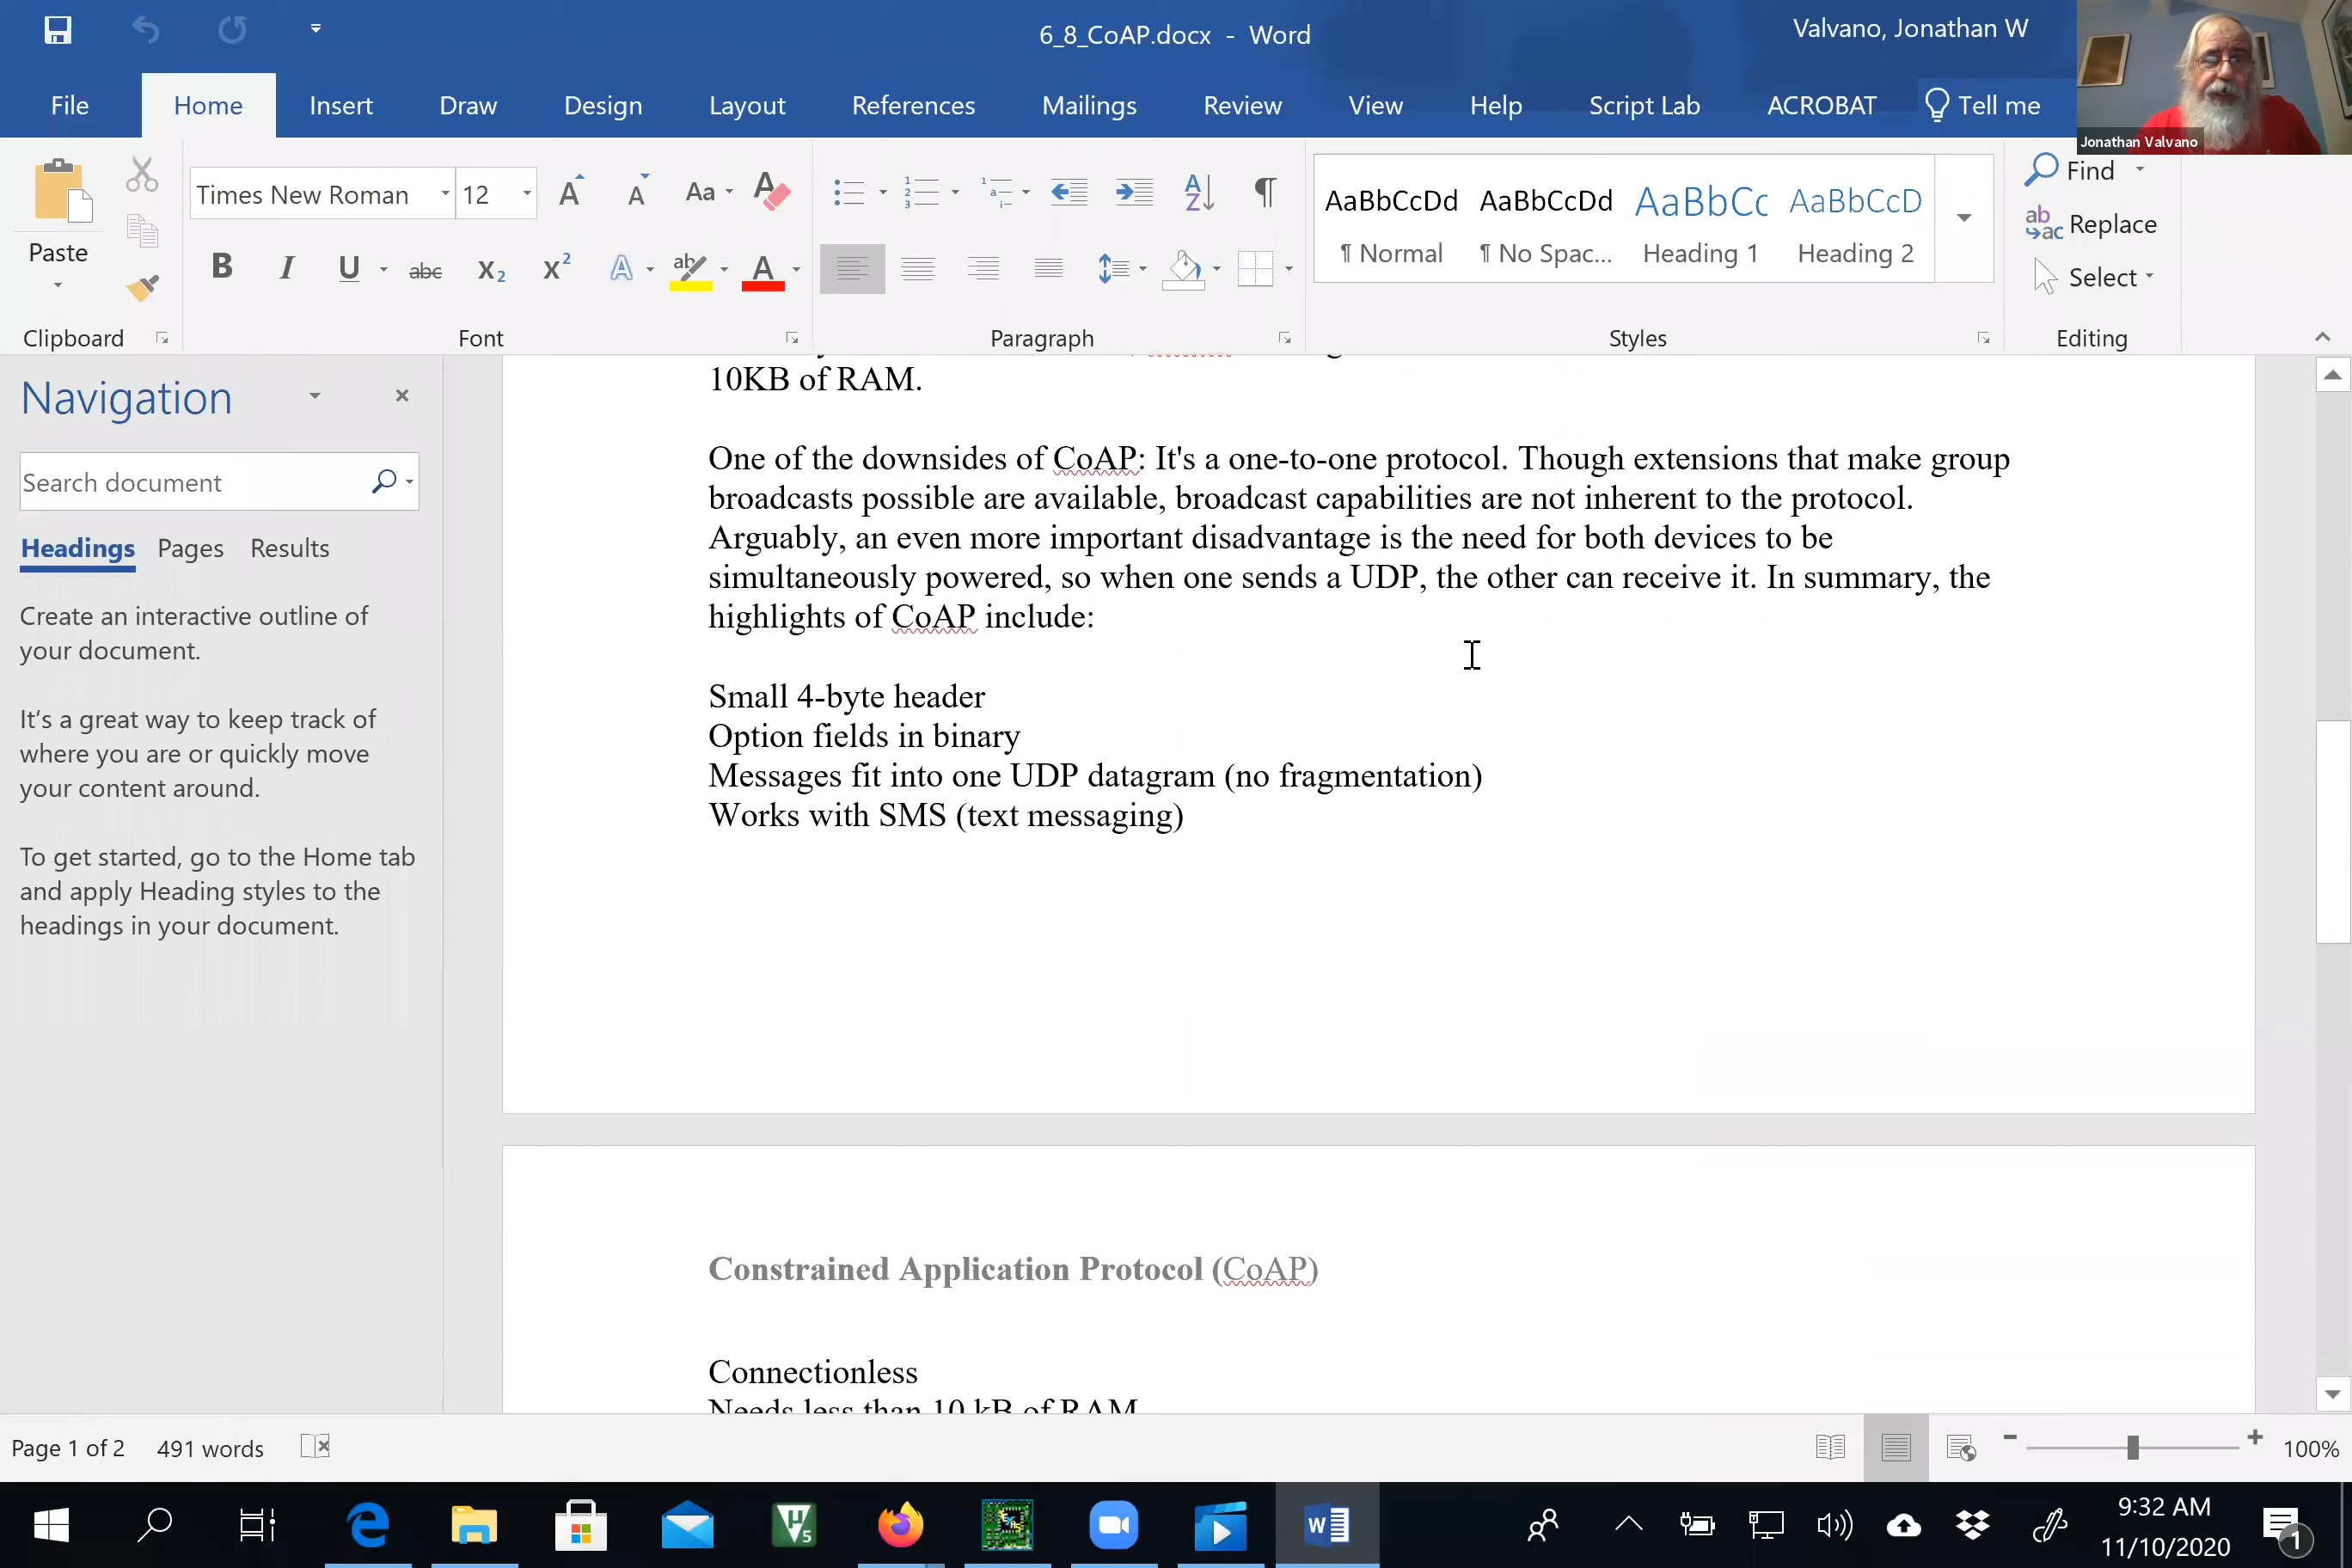 6_8_CoAP.docx - Word
Valvano, Jonathan W
File Home Insert Draw Design Layout References Mailings Review View Help Script Lab ACROBAT Tell me
Jonathan Valvano
Paste
Clipboard
Times New Roman 12
Aa
B I U abc X2 X2 A ab A
Font
Paragraph
AaBbCcDd AaBbCcDd AaBbCc AaBbCcD
¶ Normal ¶ No Spac... Heading 1 Heading 2
Styles
Find
Replace
Select
Editing
Navigation
Search document
Headings Pages Results
Create an interactive outline of
your document.
It's a great way to keep track of
where you are or quickly move
your content around.
To get started, go to the Home tab
and apply Heading styles to the
headings in your document.
10KB of RAM.
One of the downsides of CoAP: It's a one-to-one protocol. Though extensions that make group
broadcasts possible are available, broadcast capabilities are not inherent to the protocol.
Arguably, an even more important disadvantage is the need for both devices to be
simultaneously powered, so when one sends a UDP, the other can receive it. In summary, the
highlights of CoAP include:
Small 4-byte header
Option fields in binary
Messages fit into one UDP datagram (no fragmentation)
Works with SMS (text messaging)
Constrained Application Protocol (CoAP)
Connectionless
Needs less than 10 kB of RAM
Page 1 of 2 491 words
100%
9:32 AM
11/10/2020
1